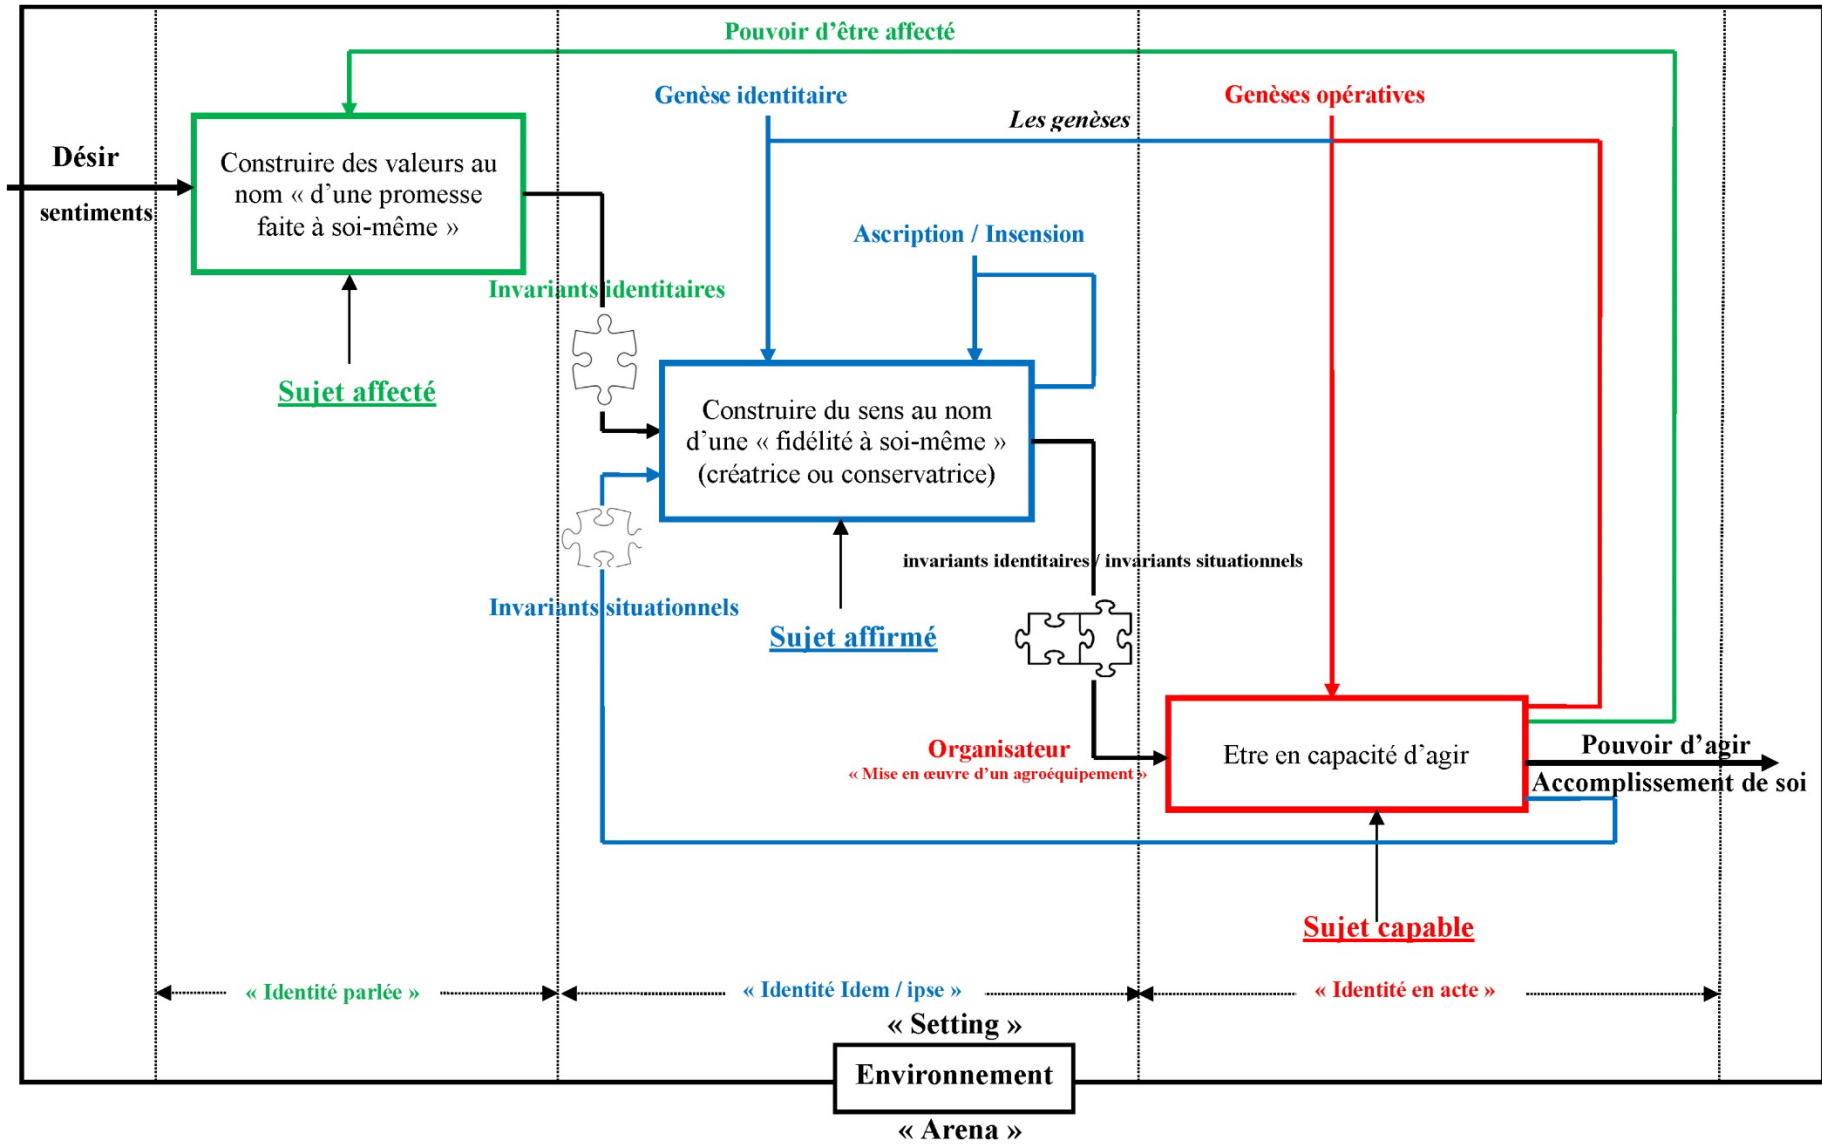 Pouvoir d'être affecté
Genèse identitaire
Genèses opératives
Les genèses
Désir
sentiments
Construire des valeurs au
nom « d'une promesse
faite à soi-même »
Ascription / Insension
Invariants identitaires
Sujet affecté
Construire du sens au nom
d'une « fidélité à soi-même »
(créatrice ou conservatrice)
invariants identitaires / invariants situationnels
Invariants situationnels
Sujet affirmé
Organisateur
« Mise en œuvre d'un agroéquipement »
Etre en capacité d'agir
Pouvoir d'agir
Accomplissement de soi
Sujet capable
« Identité parlée »
« Identité Idem / ipse »
« Identité en acte »
« Setting »
Environnement
« Arena »